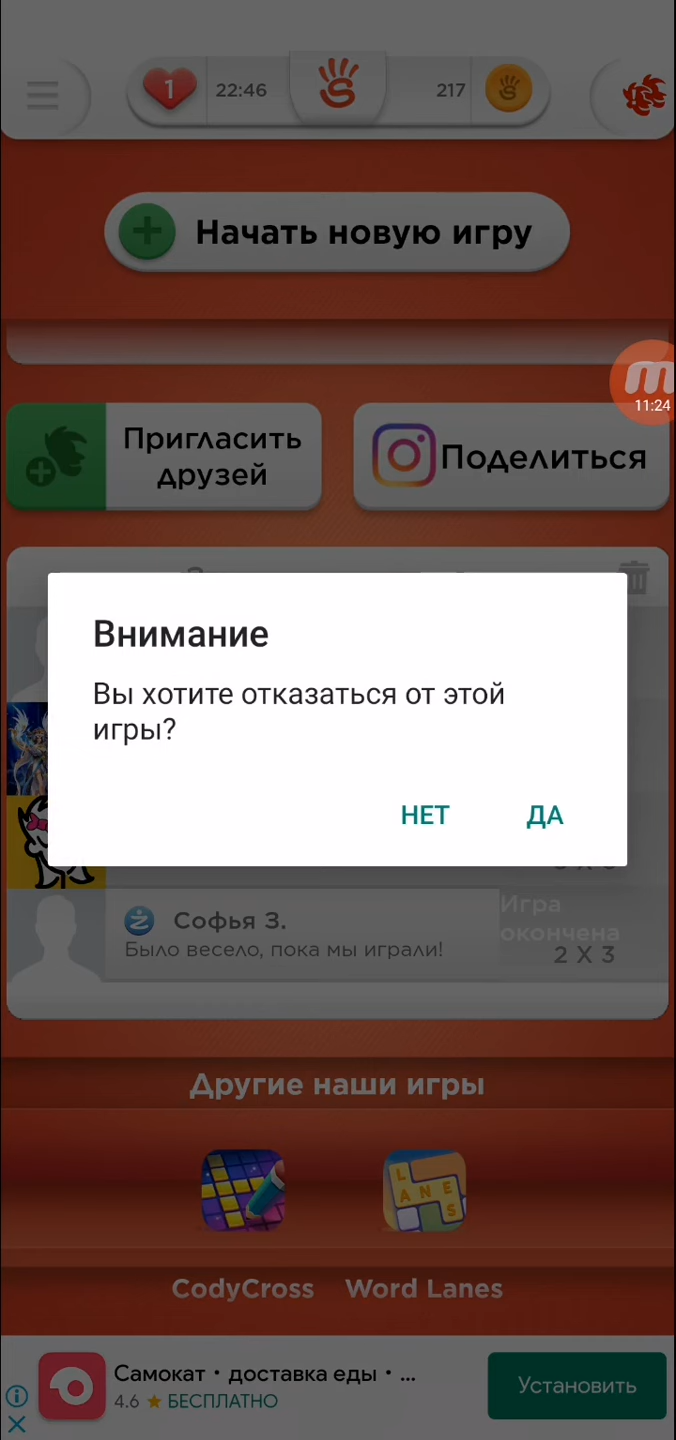 1
22:46
217
Начать новую игру
11:24
Пригласить
друзей
Поделиться
Внимание
Вы хотите отказаться от этой
игры?
НЕТ
ДА
Софья З.
Было весело, пока мы играли!
Игра
окончена
2 X 3
Другие наши игры
LANES
CodyCross
Word Lanes
Самокат • доставка еды • ...
4.6 ★ БЕСПЛАТНО
Установить